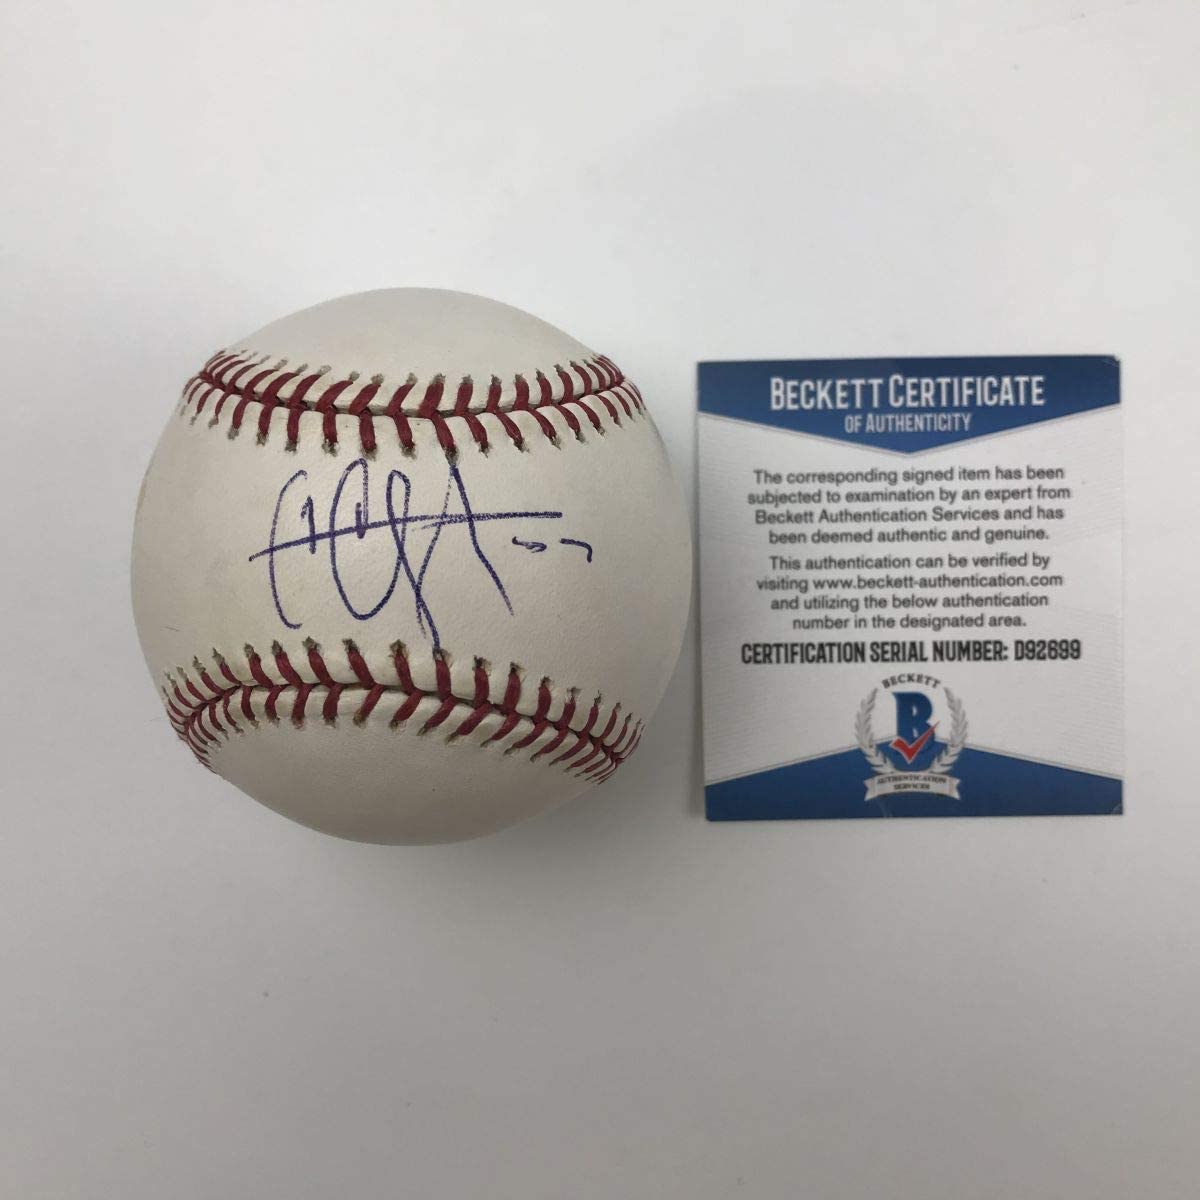 BECKETT CERTIFICATE
OF AUTHENTICITY
The corresponding signed item has been
subjected to examination by an expert from
Beckett Authentication Services and has
been deemed authentic and genuine.
This authentication can be verified by
visiting www.beckett-authentication.com
and utilizing the below authentication
number in the designated area.
CERTIFICATION SERIAL NUMBER: D92699
BECKETT
B
AUTHENTICATION
SERVICES